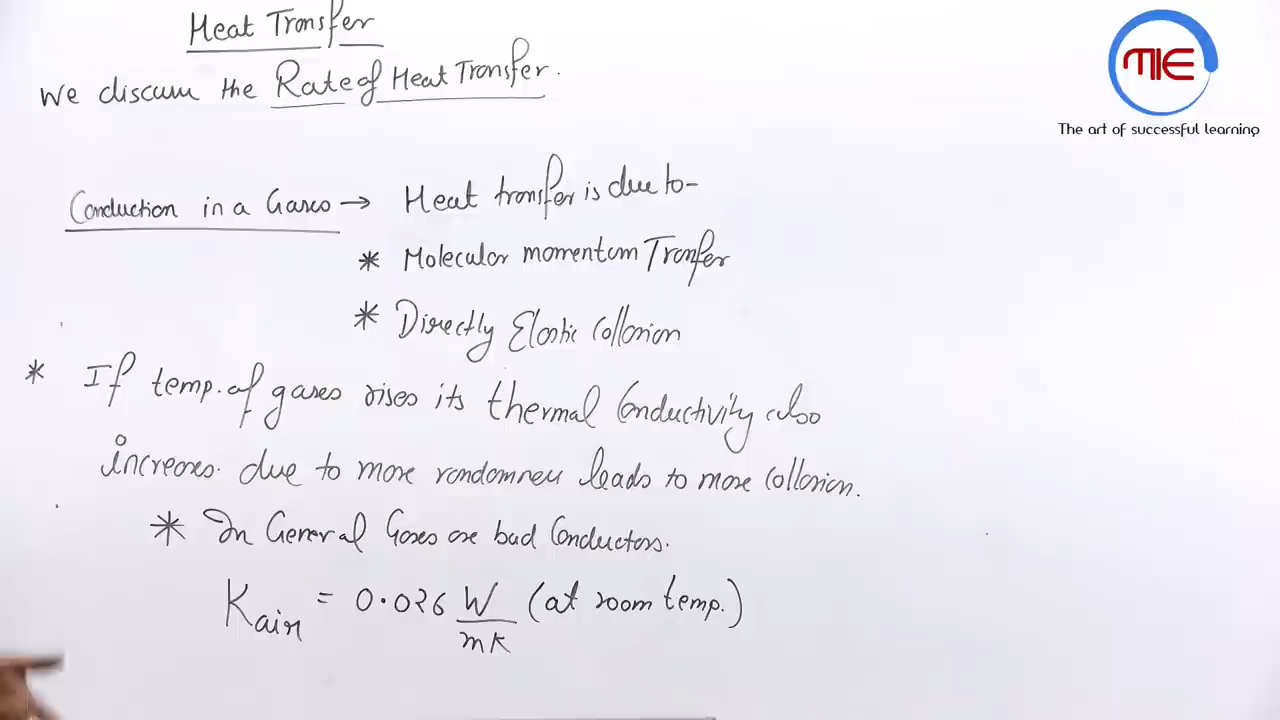 Heat Transfer
We discuss the Rate of Heat Transfer.
MIE
The art of successful learning
Conduction in a Gases → Heat transfer is due to-
* Molecular momentum Tranfer
* Directly Elastic Collosion
* If temp. of gases rises its thermal Conductivity also
increases. due to more randomness leads to more Collosion.
* In General Gases are bad Conductors.
Kair = 0.026 W/mK (at room temp.)